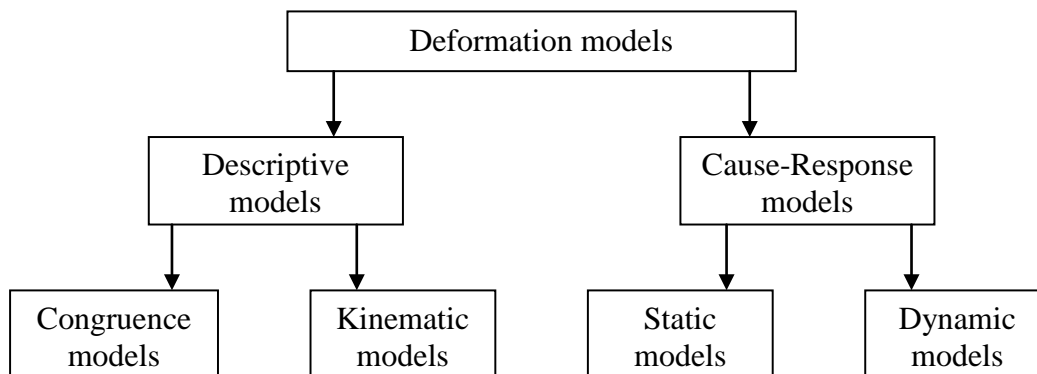 Deformation models
Descriptive
models
Cause-Response
models
Congruence
models
Kinematic
models
Static
models
Dynamic
models